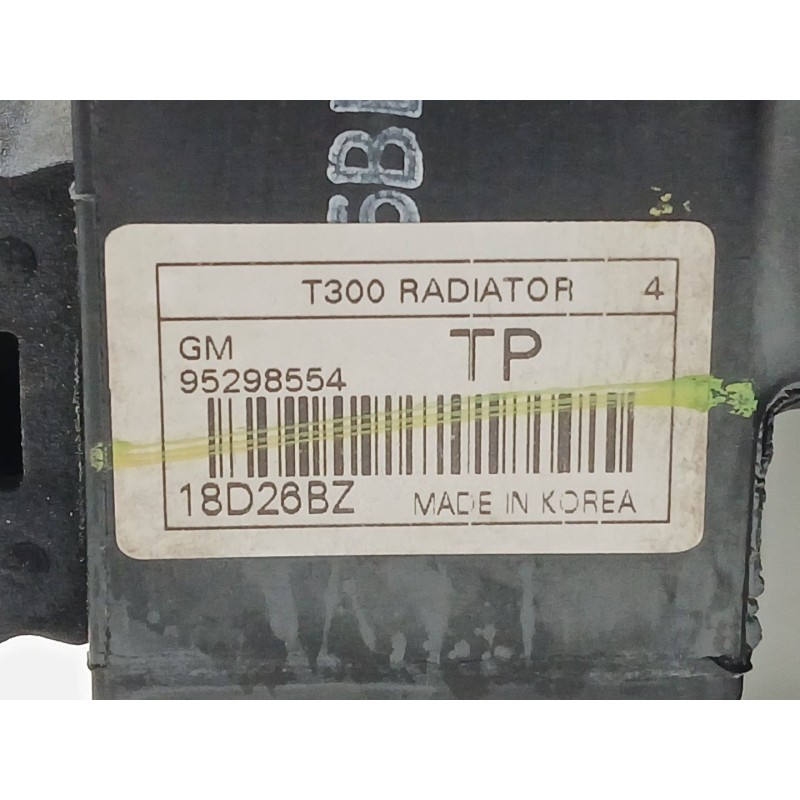 T300 RADIATOR 4
GM TP
95298554
18D26BZ MADE IN KOREA